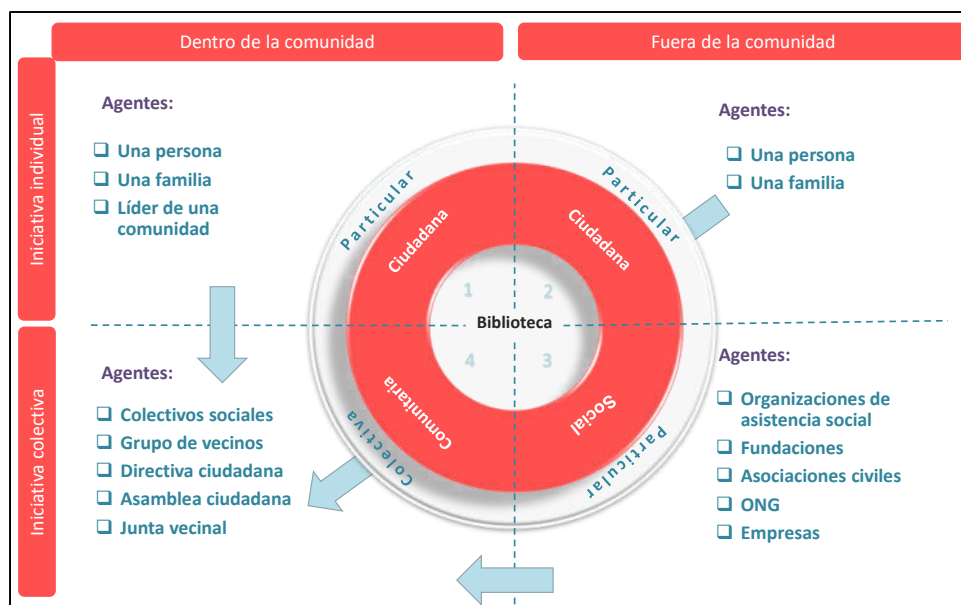 Dentro de la comunidad
Fuera de la comunidad
Iniciativa individual
Agentes:
Una persona
Una familia
Líder de una
comunidad
Agentes:
Una persona
Una familia
Particular
Particular
Ciudadana
Ciudadana
1
2
Biblioteca
4
3
Comunitaria
Social
Colectiva
Particular
Iniciativa colectiva
Agentes:
Colectivos sociales
Grupo de vecinos
Directiva ciudadana
Asamblea ciudadana
Junta vecinal
Agentes:
Organizaciones de
asistencia social
Fundaciones
Asociaciones civiles
ONG
Empresas